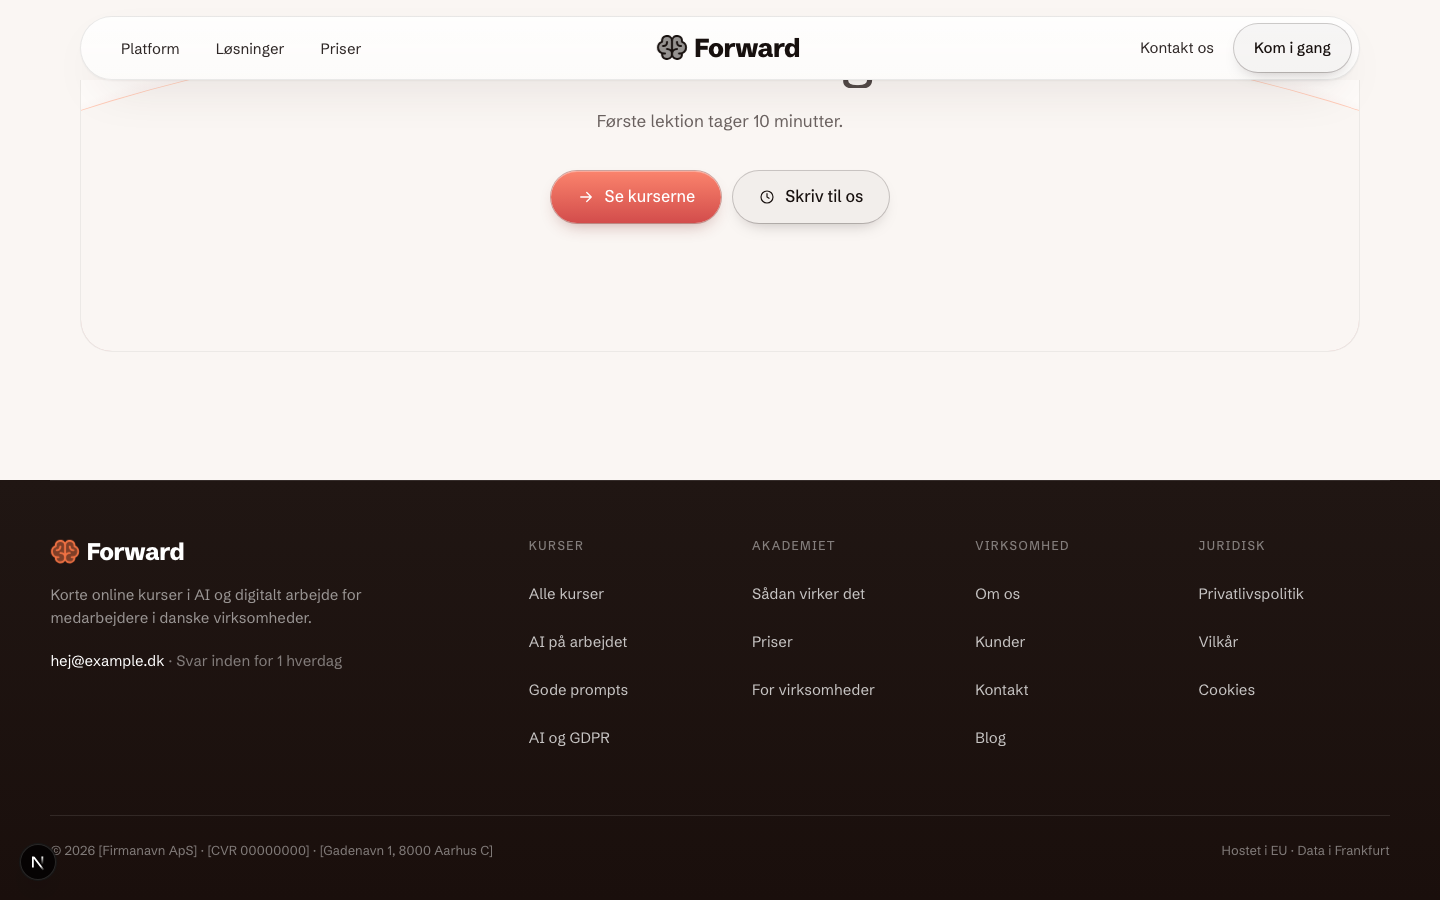 Platform
Løsninger
Priser
Forward
Kontakt os
Kom i gang
Første lektion tager 10 minutter.
Se kurserne
Skriv til os
Forward
Korte online kurser i AI og digitalt arbejde for
medarbejdere i danske virksomheder.
hej@example.dk · Svar inden for 1 hverdag
KURSER
Alle kurser
AI på arbejdet
Gode prompts
AI og GDPR
AKADEMIET
Sådan virker det
Priser
For virksomheder
VIRKSOMHED
Om os
Kunder
Kontakt
Blog
JURIDISK
Privatlivspolitik
Vilkår
Cookies
© 2026 [Firmanavn ApS] · [CVR 00000000] · [Gadenavn 1, 8000 Aarhus C]
Hostet i EU · Data i Frankfurt
N